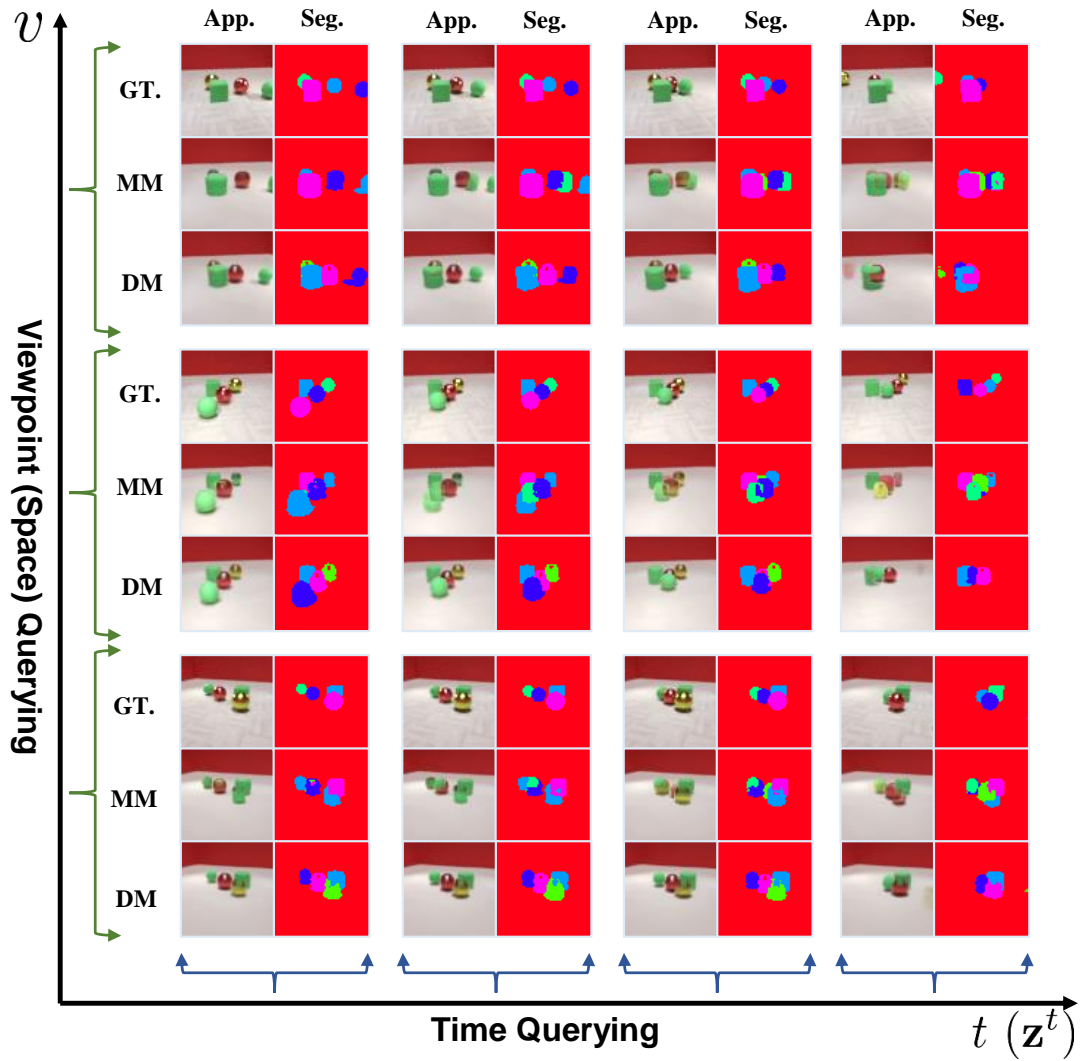 υ
App. Seg. App. Seg. App. Seg. App. Seg.
GT.
MM
DM
GT.
MM
DM
GT.
MM
DM
Viewpoint (Space) Querying
Time Querying
t (z^t)